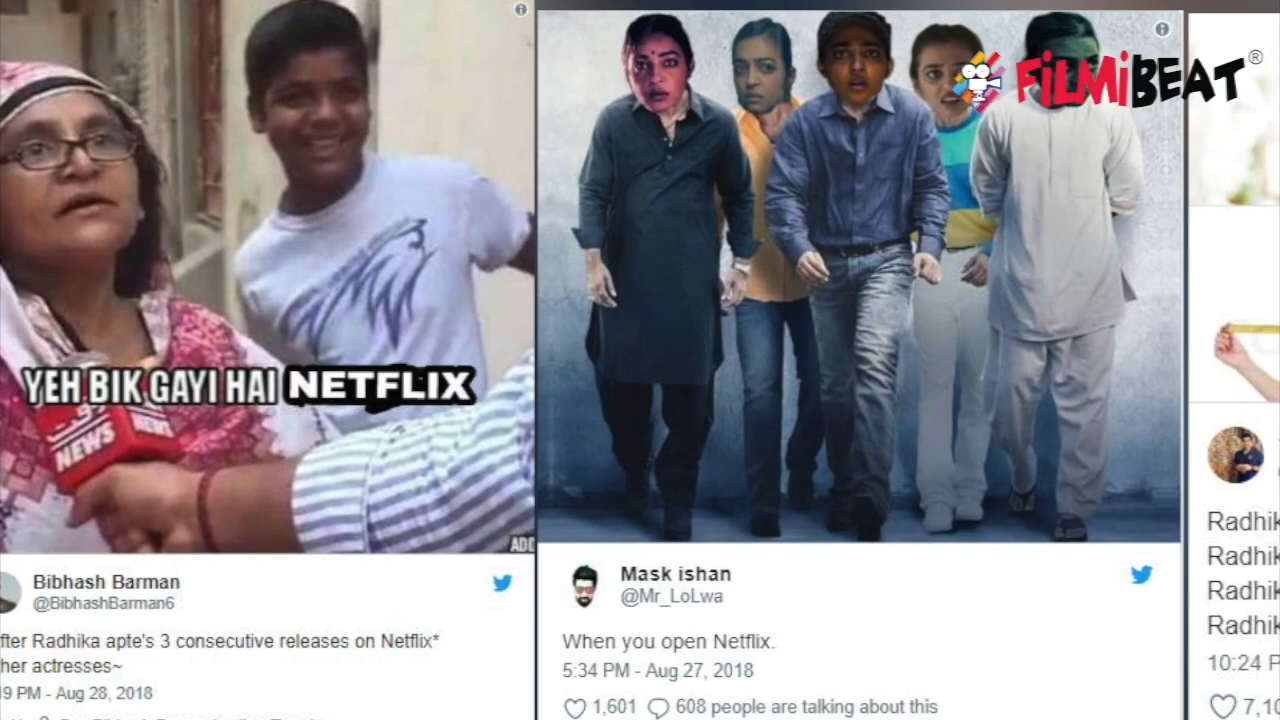 FILMIBEAT®
YEH BIK GAYI HAI NETFLIX
NEWS
NEWS
Bibhash Barman
@BibhashBarman6
fter Radhika apte's 3 consecutive releases on Netflix*
her actresses~
9 PM - Aug 28, 2018
Mask ishan
@Mr_LoLwa
When you open Netflix.
5:34 PM - Aug 27, 2018
1,601 608 people are talking about this
Radhik
Radhik
Radhik
Radhik
10:24 P
7,10